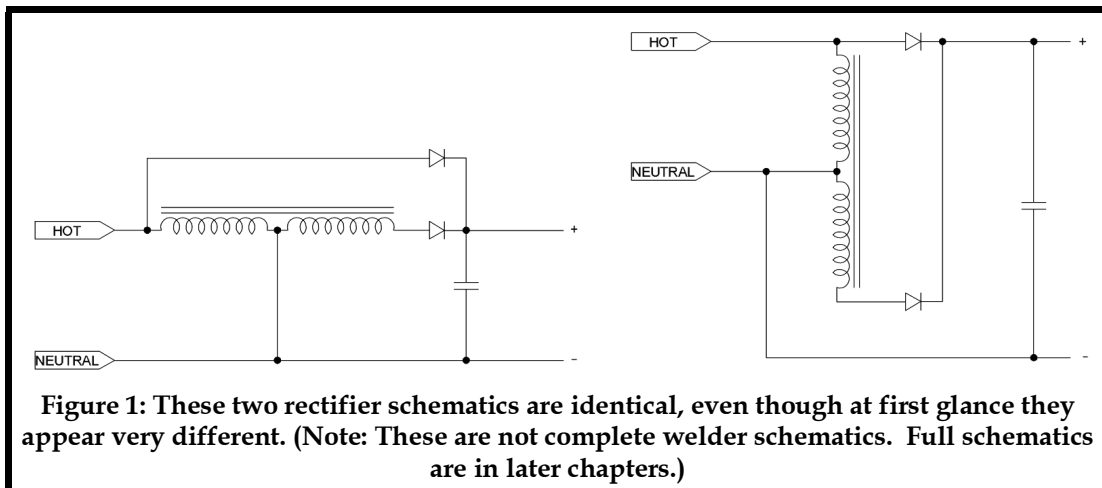 HOT
NEUTRAL
+
-
HOT
NEUTRAL
+
-
Figure 1: These two rectifier schematics are identical, even though at first glance they
appear very different. (Note: These are not complete welder schematics.  Full schematics
are in later chapters.)